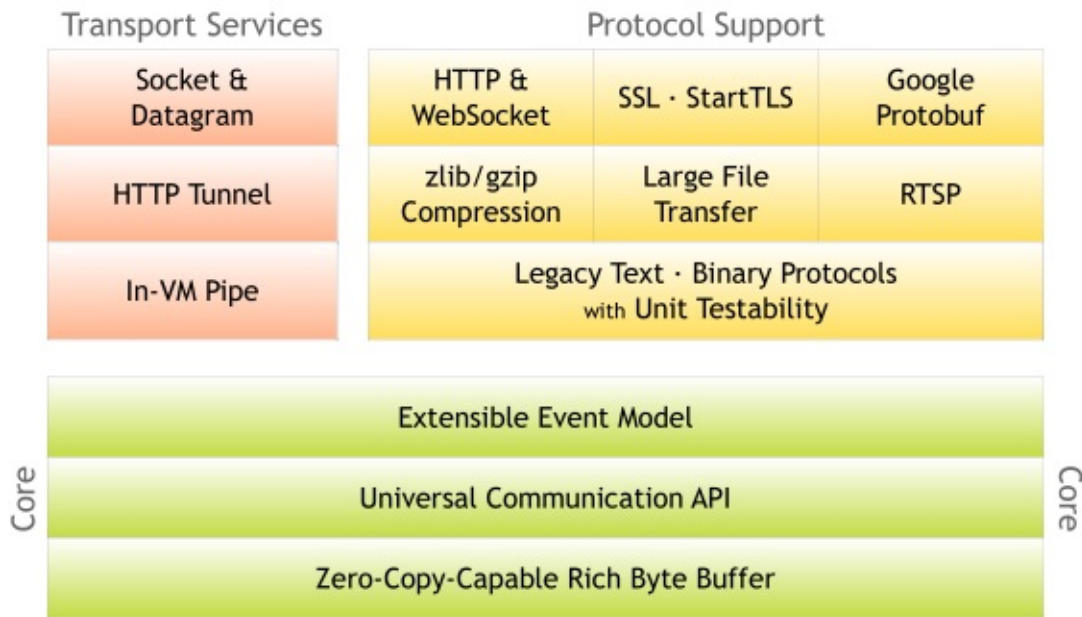 Transport Services
Socket &
Datagram
HTTP Tunnel
In-VM Pipe
Protocol Support
HTTP &
WebSocket
SSL · StartTLS
Google
Protobuf
zlib/gzip
Compression
Large File
Transfer
RTSP
Legacy Text · Binary Protocols
with Unit Testability
Core
Extensible Event Model
Universal Communication API
Zero-Copy-Capable Rich Byte Buffer
Core